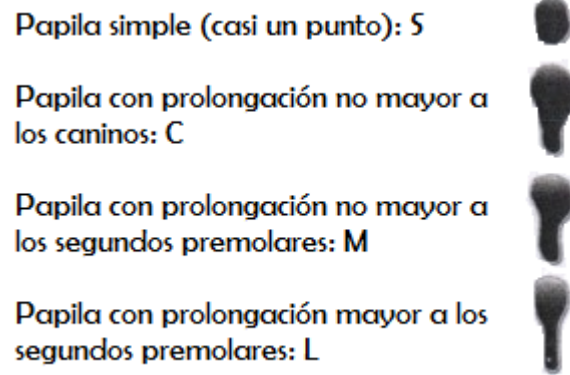 Papila simple (casi un punto): S
Papila con prolongación no mayor a
los caninos: C
Papila con prolongación no mayor a
los segundos premolares: M
Papila con prolongación mayor a los
segundos premolares: L